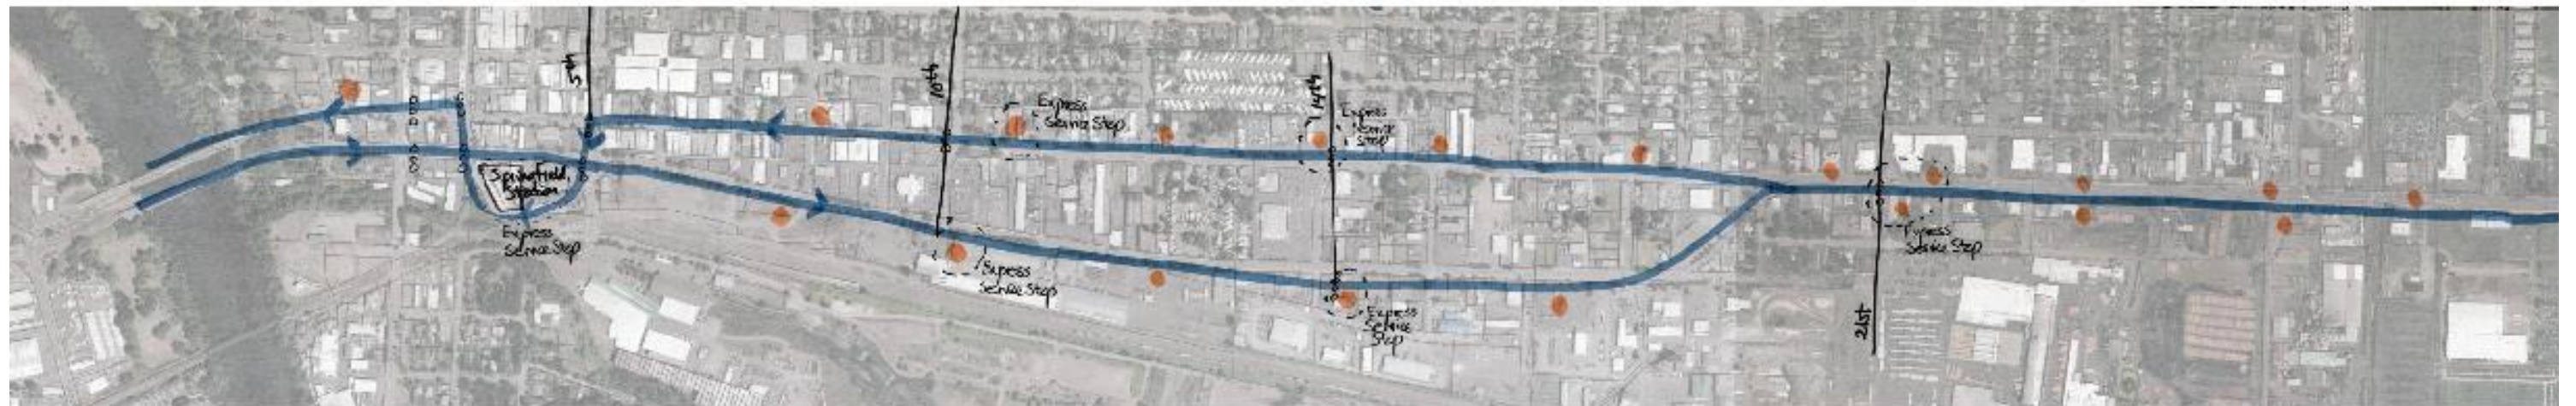 5th
10th
Express
Service Stop
14th
Express
Service
Stop
Springfield
Station
Express
Service Stop
Express
Service Stop
Express
Service
Stop
21st
Express
Service Stop